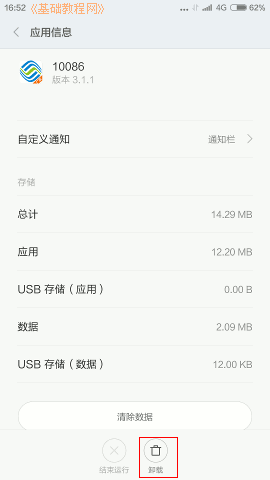 16:52 《基础教程网》 4G 62%
应用信息
10086
版本 3.1.1
自定义通知 通知栏
存储
总计 14.29 MB
应用 12.20 MB
USB 存储（应用） 0.00 B
数据 2.09 MB
USB 存储（数据） 12.00 KB
清除数据
结束运行 卸载